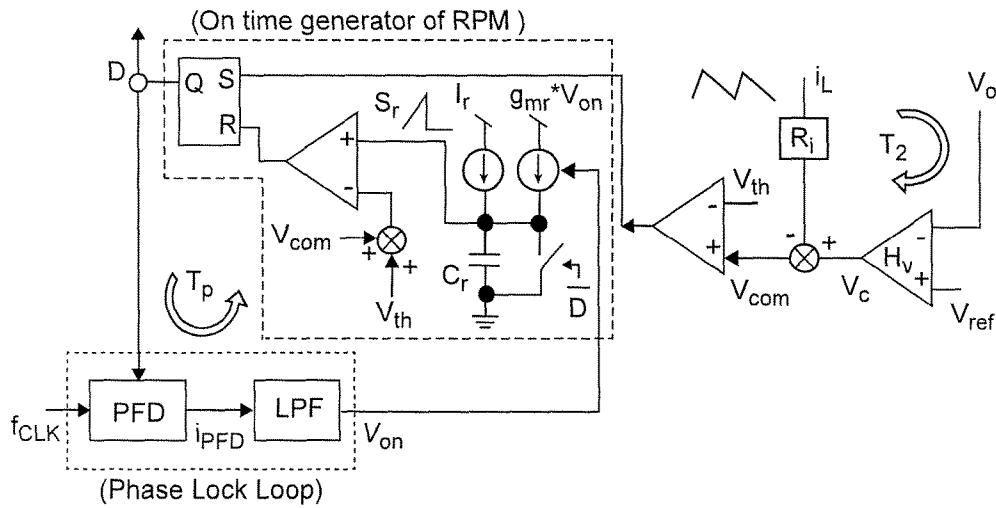 (On time generator of RPM )
D
Q
S
R
S_r
I_r
g_mr*V_on
+
-
V_com
+
+
V_th
C_r
D
T_p
i_L
R_i
V_o
T_2
V_th
-
+
-
+
V_com
V_c
H_v
-
+
V_ref
f_CLK
PFD
i_PFD
LPF
V_on
(Phase Lock Loop)